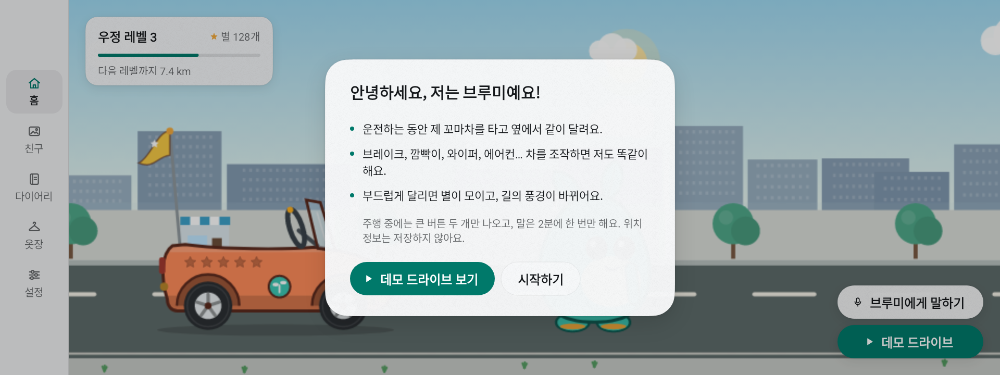 우정 레벨 3
별 128개
다음 레벨까지 7.4 km
홈
친구
다이어리
옷장
설정
안녕하세요, 저는 브루미예요!
운전하는 동안 제 꼬마차를 타고 옆에서 같이 달려요.
브레이크, 깜빡이, 와이퍼, 에어컨... 차를 조작하면 저도 똑같이
해요.
부드럽게 달리면 별이 모이고, 길의 풍경이 바뀌어요.
주행 중에는 큰 버튼 두 개만 나오고, 말은 2분에 한 번만 해요. 위치
정보는 저장하지 않아요.
데모 드라이브 보기
시작하기
브루미에게 말하기
데모 드라이브